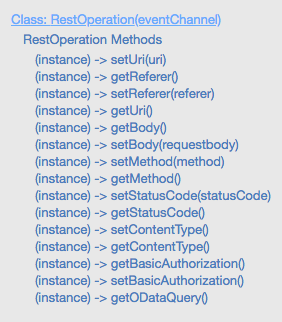 Class: RestOperation(eventChannel)
RestOperation Methods
(instance) -> setUri(uri)
(instance) -> getReferer()
(instance) -> setReferer(referer)
(instance) -> getUri()
(instance) -> getBody()
(instance) -> setBody(requestbody)
(instance) -> setMethod(method)
(instance) -> getMethod()
(instance) -> setStatusCode(statusCode)
(instance) -> getStatusCode()
(instance) -> setContentType()
(instance) -> getContentType()
(instance) -> getBasicAuthorization()
(instance) -> setBasicAuthorization()
(instance) -> getODataQuery()